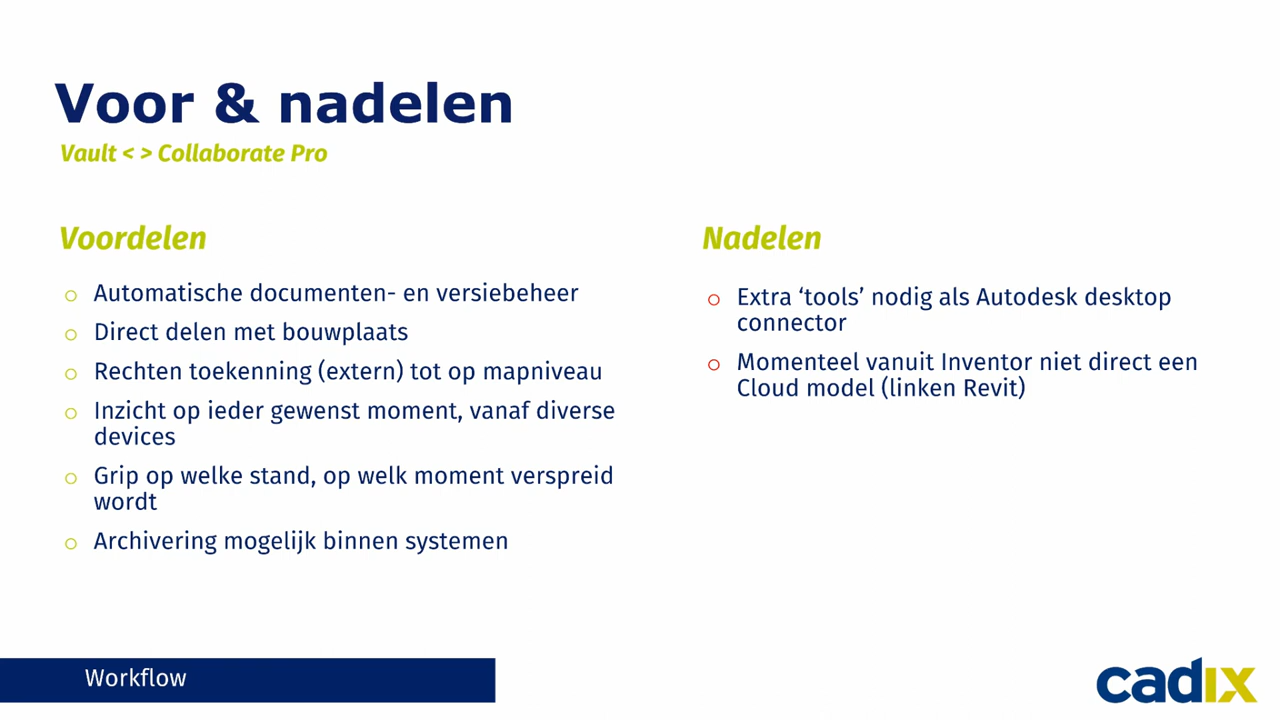 Voor & nadelen
Vault < > Collaborate Pro
Voordelen
Automatische documenten- en versiebeheer
Direct delen met bouwplaats
Rechten toekenning (extern) tot op mapniveau
Inzicht op ieder gewenst moment, vanaf diverse
devices
Grip op welke stand, op welk moment verspreid
wordt
Archivering mogelijk binnen systemen
Nadelen
Extra ‘tools’ nodig als Autodesk desktop
connector
Momenteel vanuit Inventor niet direct een
Cloud model (linken Revit)
Workflow
cadix